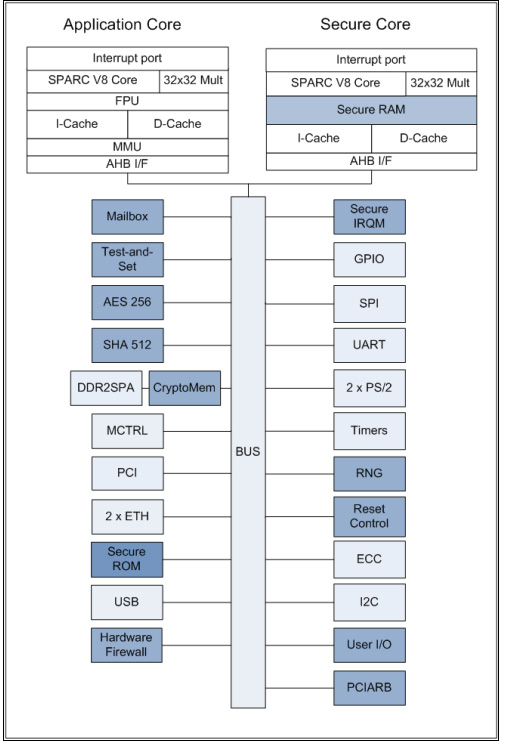 Application Core
Secure Core
Interrupt port
SPARC V8 Core
32x32 Mult
FPU
I-Cache
D-Cache
MMU
AHB I/F
Interrupt port
SPARC V8 Core
32x32 Mult
Secure RAM
I-Cache
D-Cache
AHB I/F
Mailbox
Test-and-
Set
AES 256
SHA 512
DDR2SPA
CryptoMem
MCTRL
PCI
2 x ETH
Secure
ROM
USB
Hardware
Firewall
BUS
Secure
IRQM
GPIO
SPI
UART
2 x PS/2
Timers
RNG
Reset
Control
ECC
I2C
User I/O
PCIARB